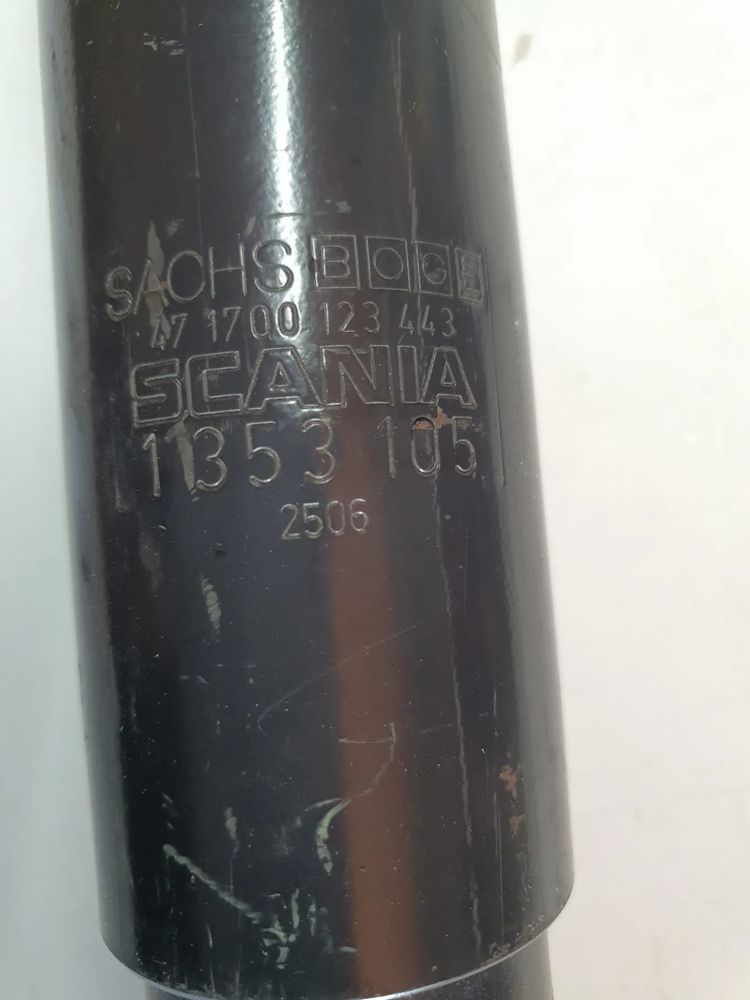 SACHS BOGE
47 1700 123 443
SCANIA
1353 105
2506